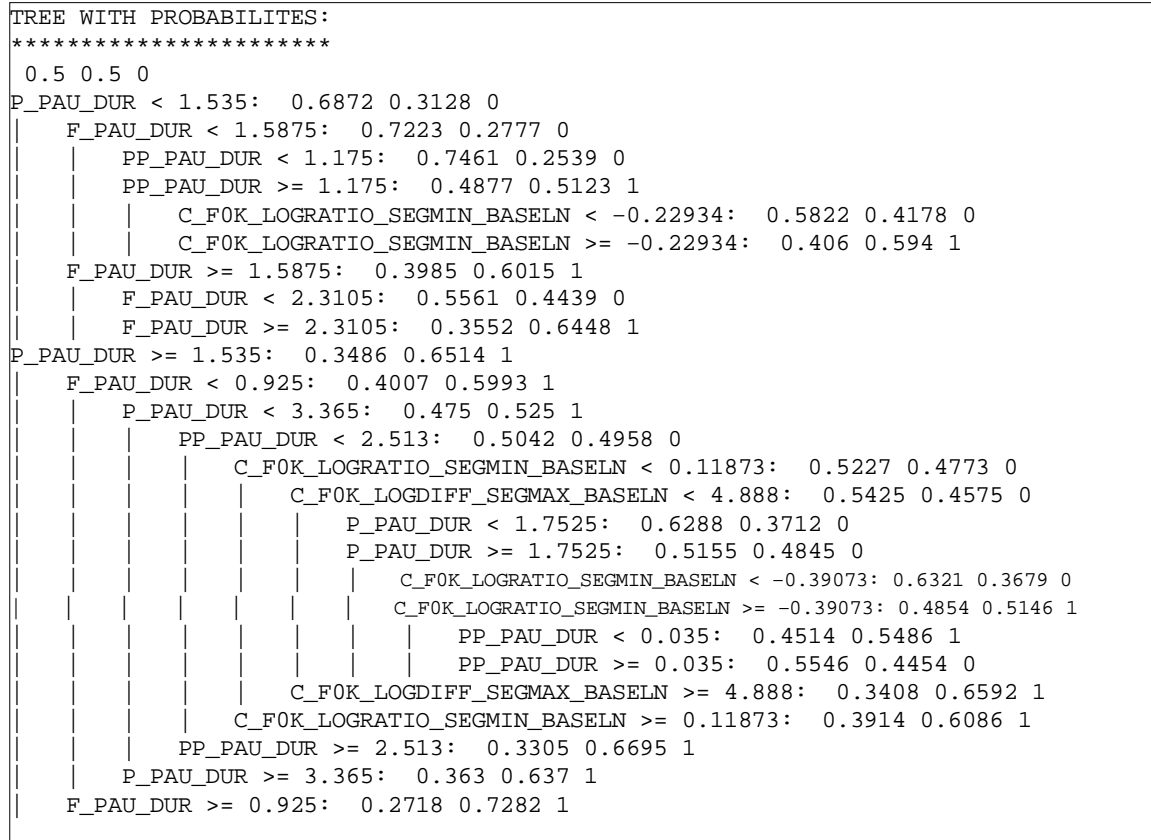 TREE WITH PROBABILITES:
***********************
0.5 0.5 0
P_PAU_DUR < 1.535: 0.6872 0.3128 0
| F_PAU_DUR < 1.5875: 0.7223 0.2777 0
| | PP_PAU_DUR < 1.175: 0.7461 0.2539 0
| | PP_PAU_DUR >= 1.175: 0.4877 0.5123 1
| | | C_F0K_LOGRATIO_SEGMIN_BASELN < -0.22934: 0.5822 0.4178 0
| | | C_F0K_LOGRATIO_SEGMIN_BASELN >= -0.22934: 0.406 0.594 1
| F_PAU_DUR >= 1.5875: 0.3985 0.6015 1
| | F_PAU_DUR < 2.3105: 0.5561 0.4439 0
| | F_PAU_DUR >= 2.3105: 0.3552 0.6448 1
P_PAU_DUR >= 1.535: 0.3486 0.6514 1
| F_PAU_DUR < 0.925: 0.4007 0.5993 1
| | P_PAU_DUR < 3.365: 0.475 0.525 1
| | | PP_PAU_DUR < 2.513: 0.5042 0.4958 0
| | | | C_F0K_LOGRATIO_SEGMIN_BASELN < 0.11873: 0.5227 0.4773 0
| | | | | C_F0K_LOGDIFF_SEGMAX_BASELN < 4.888: 0.5425 0.4575 0
| | | | | | P_PAU_DUR < 1.7525: 0.6288 0.3712 0
| | | | | | P_PAU_DUR >= 1.7525: 0.5155 0.4845 0
| | | | | | | C_F0K_LOGRATIO_SEGMIN_BASELN < -0.39073: 0.6321 0.3679 0
| | | | | | | C_F0K_LOGRATIO_SEGMIN_BASELN >= -0.39073: 0.4854 0.5146 1
| | | | | | | | PP_PAU_DUR < 0.035: 0.4514 0.5486 1
| | | | | | | | PP_PAU_DUR >= 0.035: 0.5546 0.4454 0
| | | | | C_F0K_LOGDIFF_SEGMAX_BASELN >= 4.888: 0.3408 0.6592 1
| | | | C_F0K_LOGRATIO_SEGMIN_BASELN >= 0.11873: 0.3914 0.6086 1
| | | PP_PAU_DUR >= 2.513: 0.3305 0.6695 1
| | P_PAU_DUR >= 3.365: 0.363 0.637 1
| F_PAU_DUR >= 0.925: 0.2718 0.7282 1